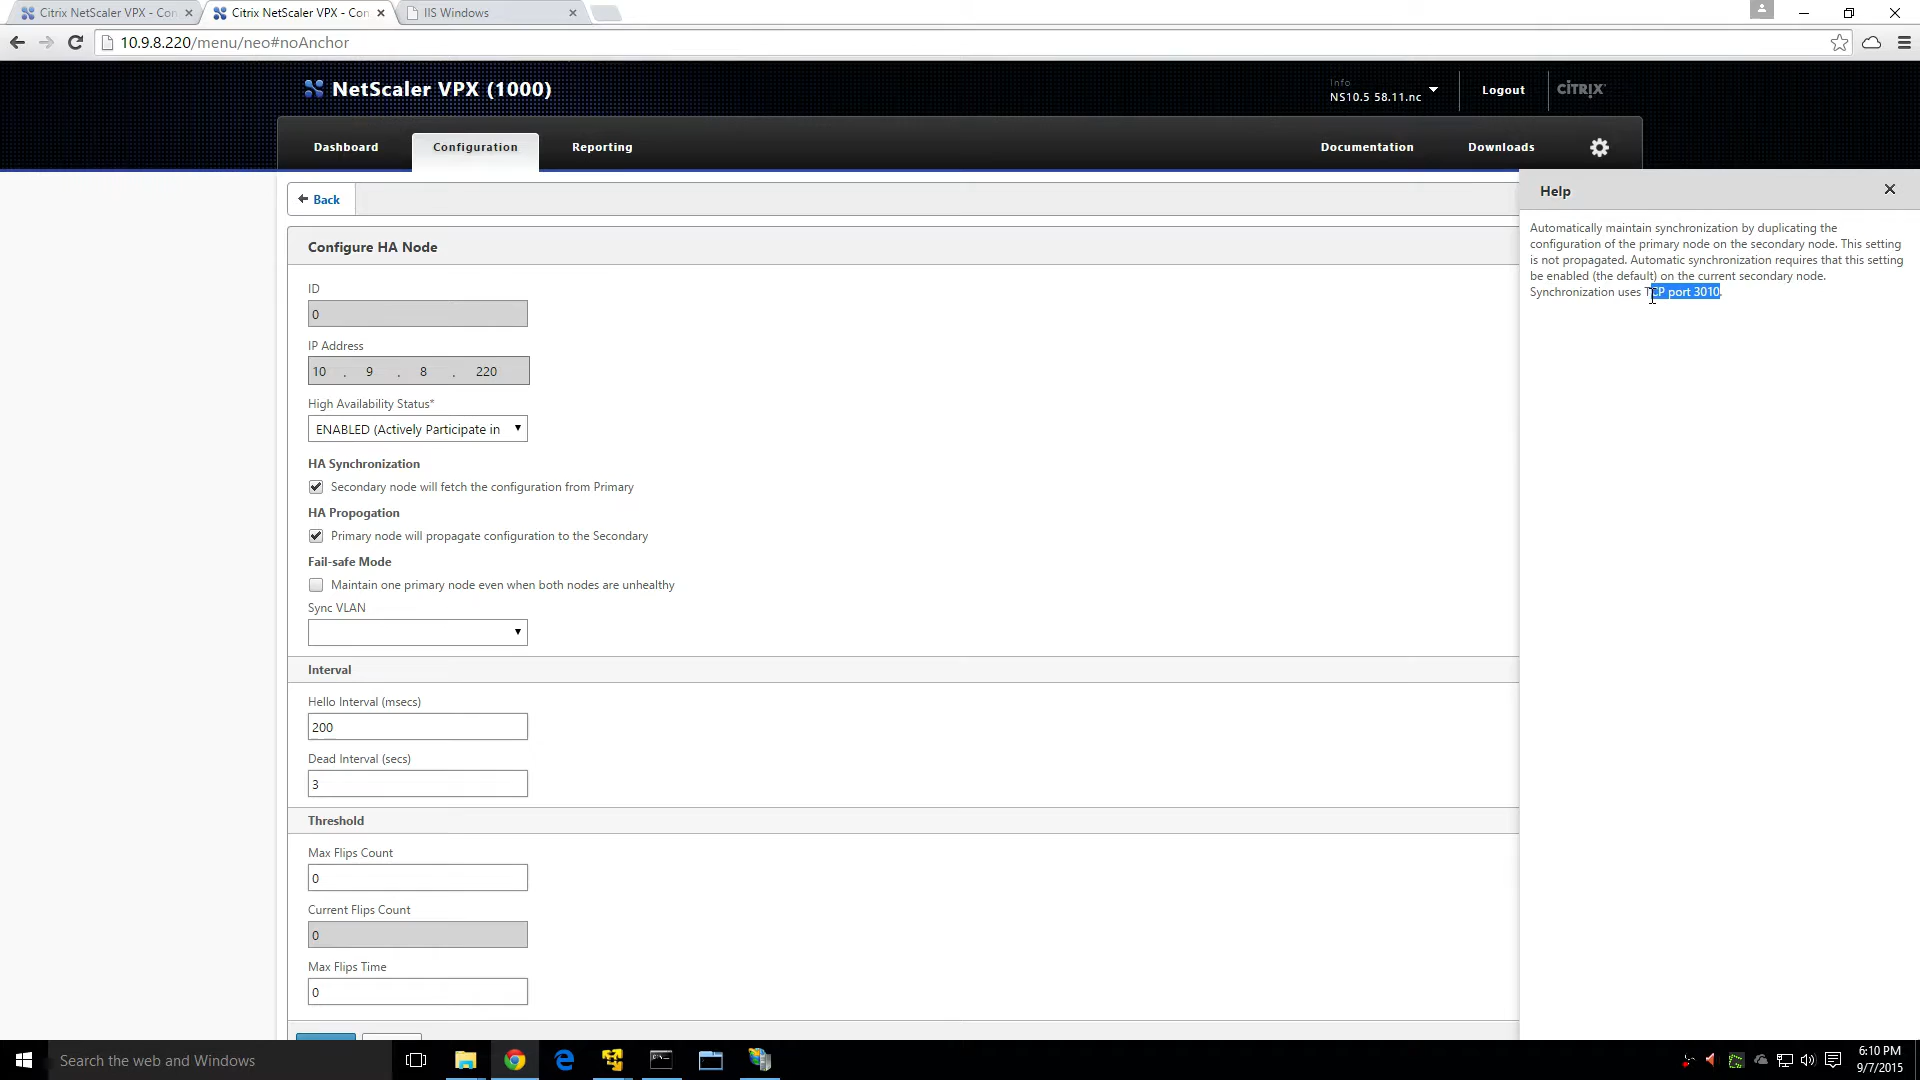 Citrix NetScaler VPX - Con
Citrix NetScaler VPX - Con
IIS Windows
10.9.8.220/menu/neo#noAnchor
NetScaler VPX (1000)
Info
NS10.5 58.11.nc
Logout
CITRIX
Dashboard
Configuration
Reporting
Documentation
Downloads
Back
Help
Automatically maintain synchronization by duplicating the
configuration of the primary node on the secondary node. This setting
is not propagated. Automatic synchronization requires that this setting
be enabled (the default) on the current secondary node.
Synchronization uses TCP port 3010.
Configure HA Node
ID
0
IP Address
10 . 9 . 8 . 220
High Availability Status*
ENABLED (Actively Participate in
HA Synchronization
Secondary node will fetch the configuration from Primary
HA Propogation
Primary node will propagate configuration to the Secondary
Fail-safe Mode
Maintain one primary node even when both nodes are unhealthy
Sync VLAN
Interval
Hello Interval (msecs)
200
Dead Interval (secs)
3
Threshold
Max Flips Count
0
Current Flips Count
0
Max Flips Time
0
Search the web and Windows
6:10 PM
9/7/2015